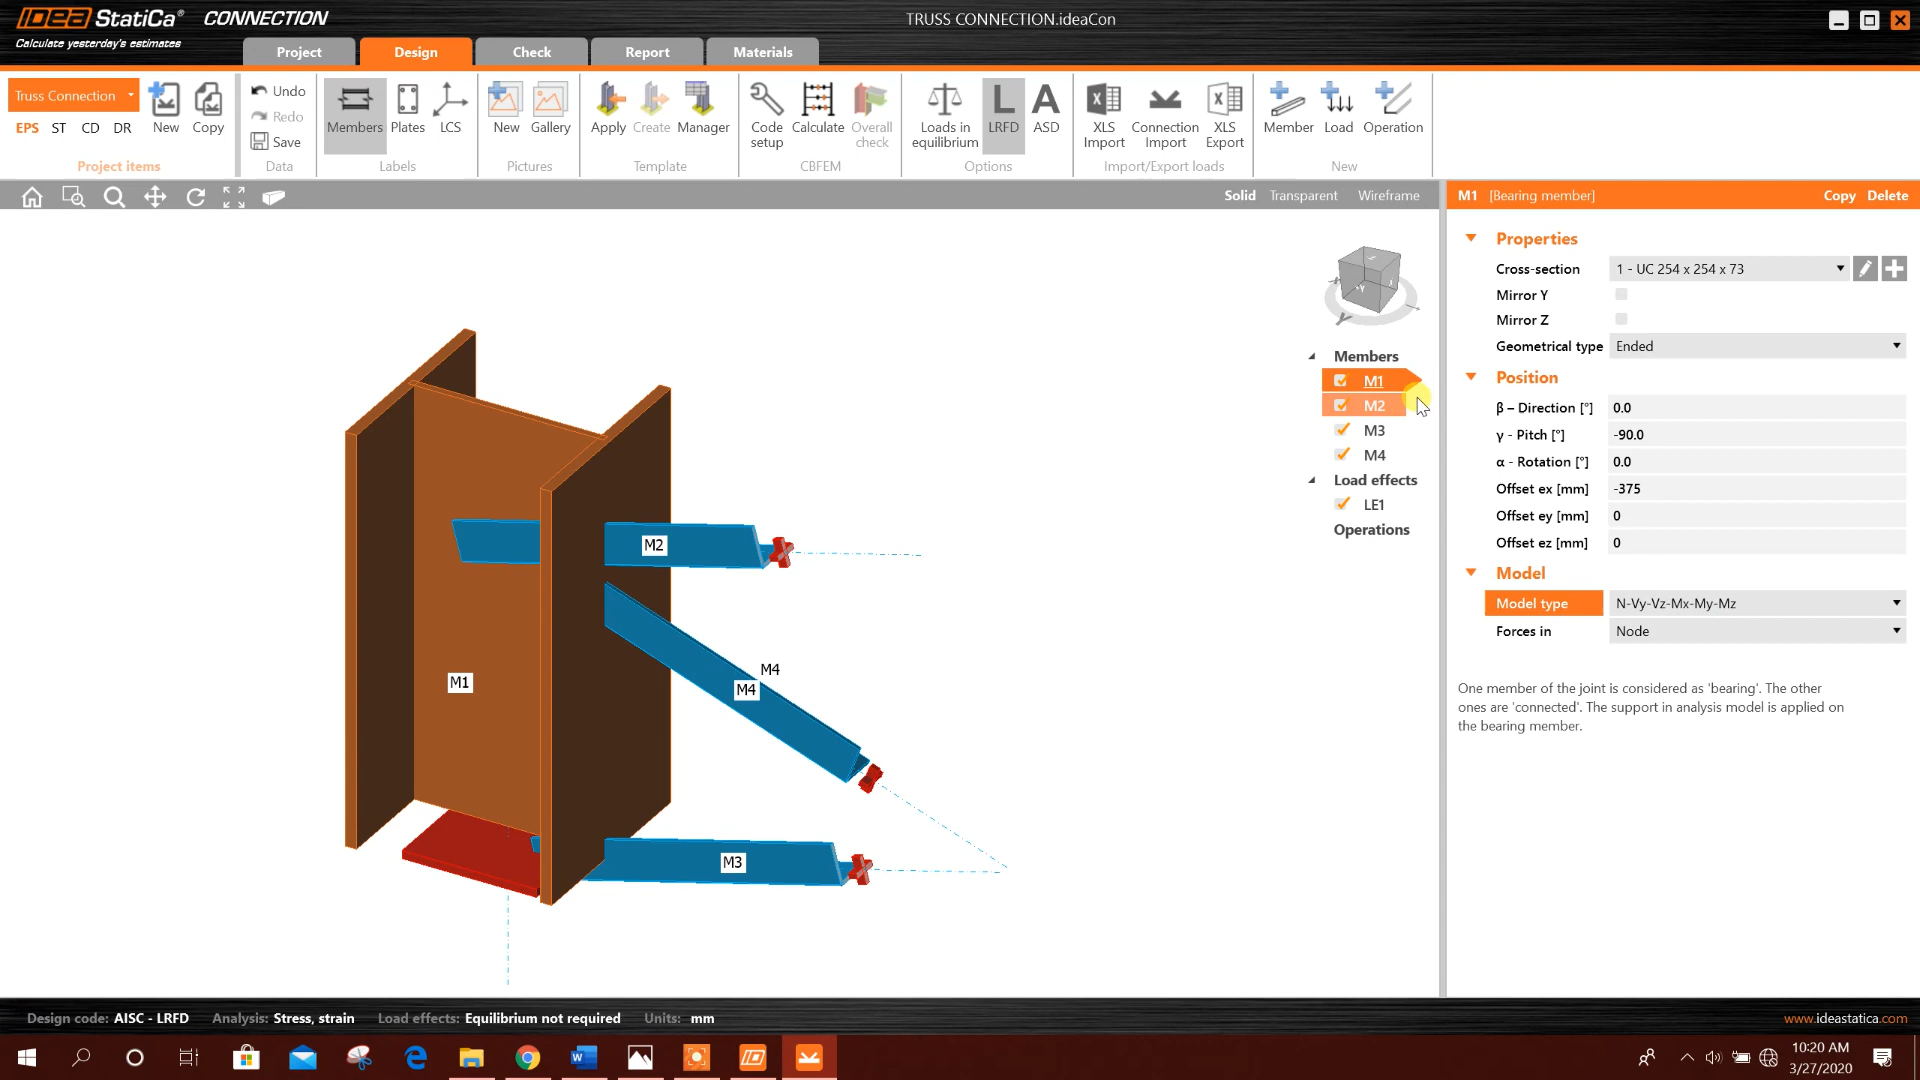 IDEA StatiCa® CONNECTION
Calculate yesterday's estimates
TRUSS CONNECTION.ideaCon
Project Design Check Report Materials
Truss Connection
EPS ST CD DR
New Copy
Project items
Undo
Redo
Save
Data
Members Plates LCS
Labels
New Gallery
Pictures
Apply Create Manager
Template
Code setup Calculate Overall check
CBFEM
Loads in equilibrium LRFD ASD
Options
XLS Import Connection Import XLS Export
Import/Export loads
Member Load Operation
New
Solid Transparent Wireframe
M1 [Bearing member] Copy Delete
Members
M1
M2
M3
M4
Load effects
LE1
Operations
M2
M1
M4
M4
M3
Properties
Cross-section 1 - UC 254 x 254 x 73
Mirror Y
Mirror Z
Geometrical type Ended
Position
β – Direction [°] 0.0
γ - Pitch [°] -90.0
α - Rotation [°] 0.0
Offset ex [mm] -375
Offset ey [mm] 0
Offset ez [mm] 0
Model
Model type N-Vy-Vz-Mx-My-Mz
Forces in Node
One member of the joint is considered as 'bearing'. The other
ones are 'connected'. The support in analysis model is applied on
the bearing member.
Design code: AISC - LRFD Analysis: Stress, strain Load effects: Equilibrium not required Units: mm
www.ideastatica.com
10:20 AM
3/27/2020